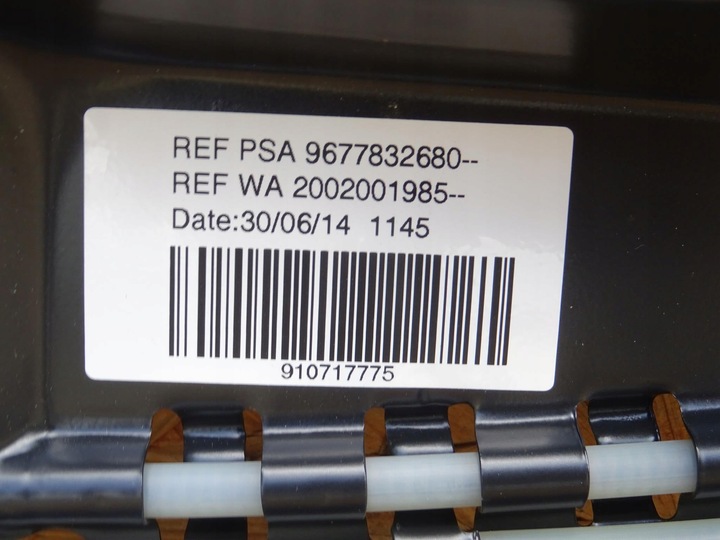 REF PSA 9677832680--
REF WA 2002001985--
Date:30/06/14 1145
910717775